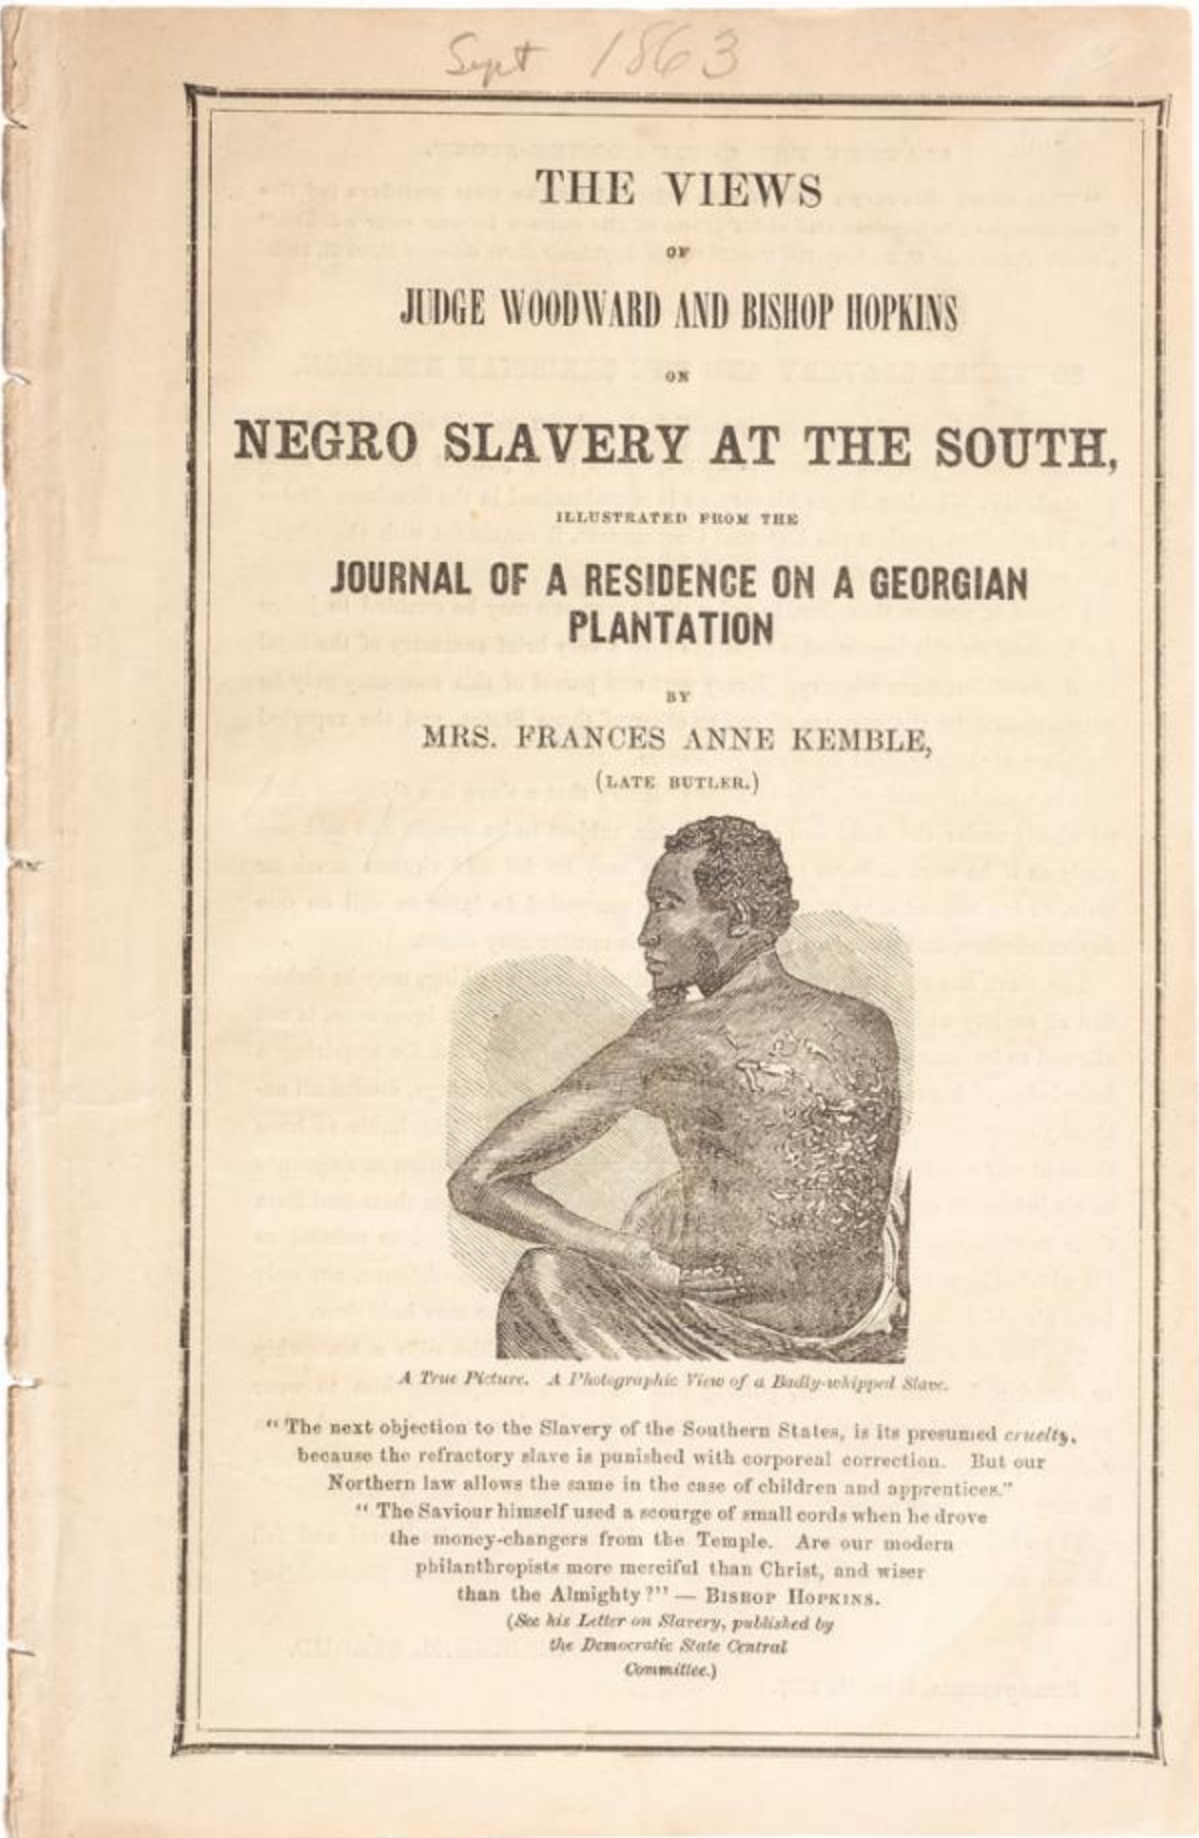 Sept 1863
THE VIEWS
OF
JUDGE WOODWARD AND BISHOP HOPKINS
ON
NEGRO SLAVERY AT THE SOUTH,
ILLUSTRATED FROM THE
JOURNAL OF A RESIDENCE ON A GEORGIAN
PLANTATION
BY
MRS. FRANCES ANNE KEMBLE,
(LATE BUTLER.)
A True Picture. A Photographic View of a Badly-whipped Slave.
"The next objection to the Slavery of the Southern States, is its presumed cruelty,
because the refractory slave is punished with corporeal correction. But our
Northern law allows the same in the case of children and apprentices."
"The Saviour himself used a scourge of small cords when he drove
the money-changers from the Temple. Are our modern
philanthropists more merciful than Christ, and wiser
than the Almighty?" — BISHOP HOPKINS.
(See his Letter on Slavery, published by
the Democratic State Central
Committee.)